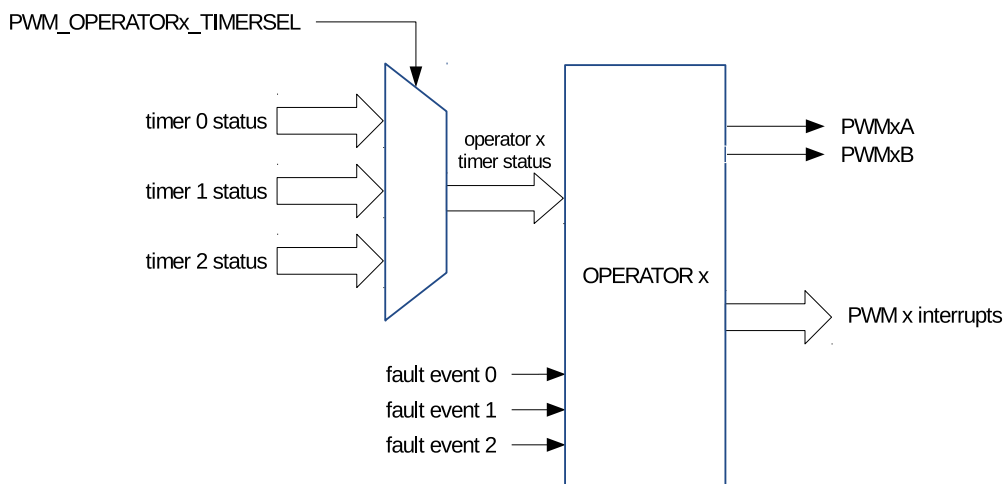 PWM_OPERATORx_TIMERSEL
timer 0 status
timer 1 status
timer 2 status
operator x
timer status
OPERATOR x
PWMxA
PWMxB
PWM x interrupts
fault event 0
fault event 1
fault event 2